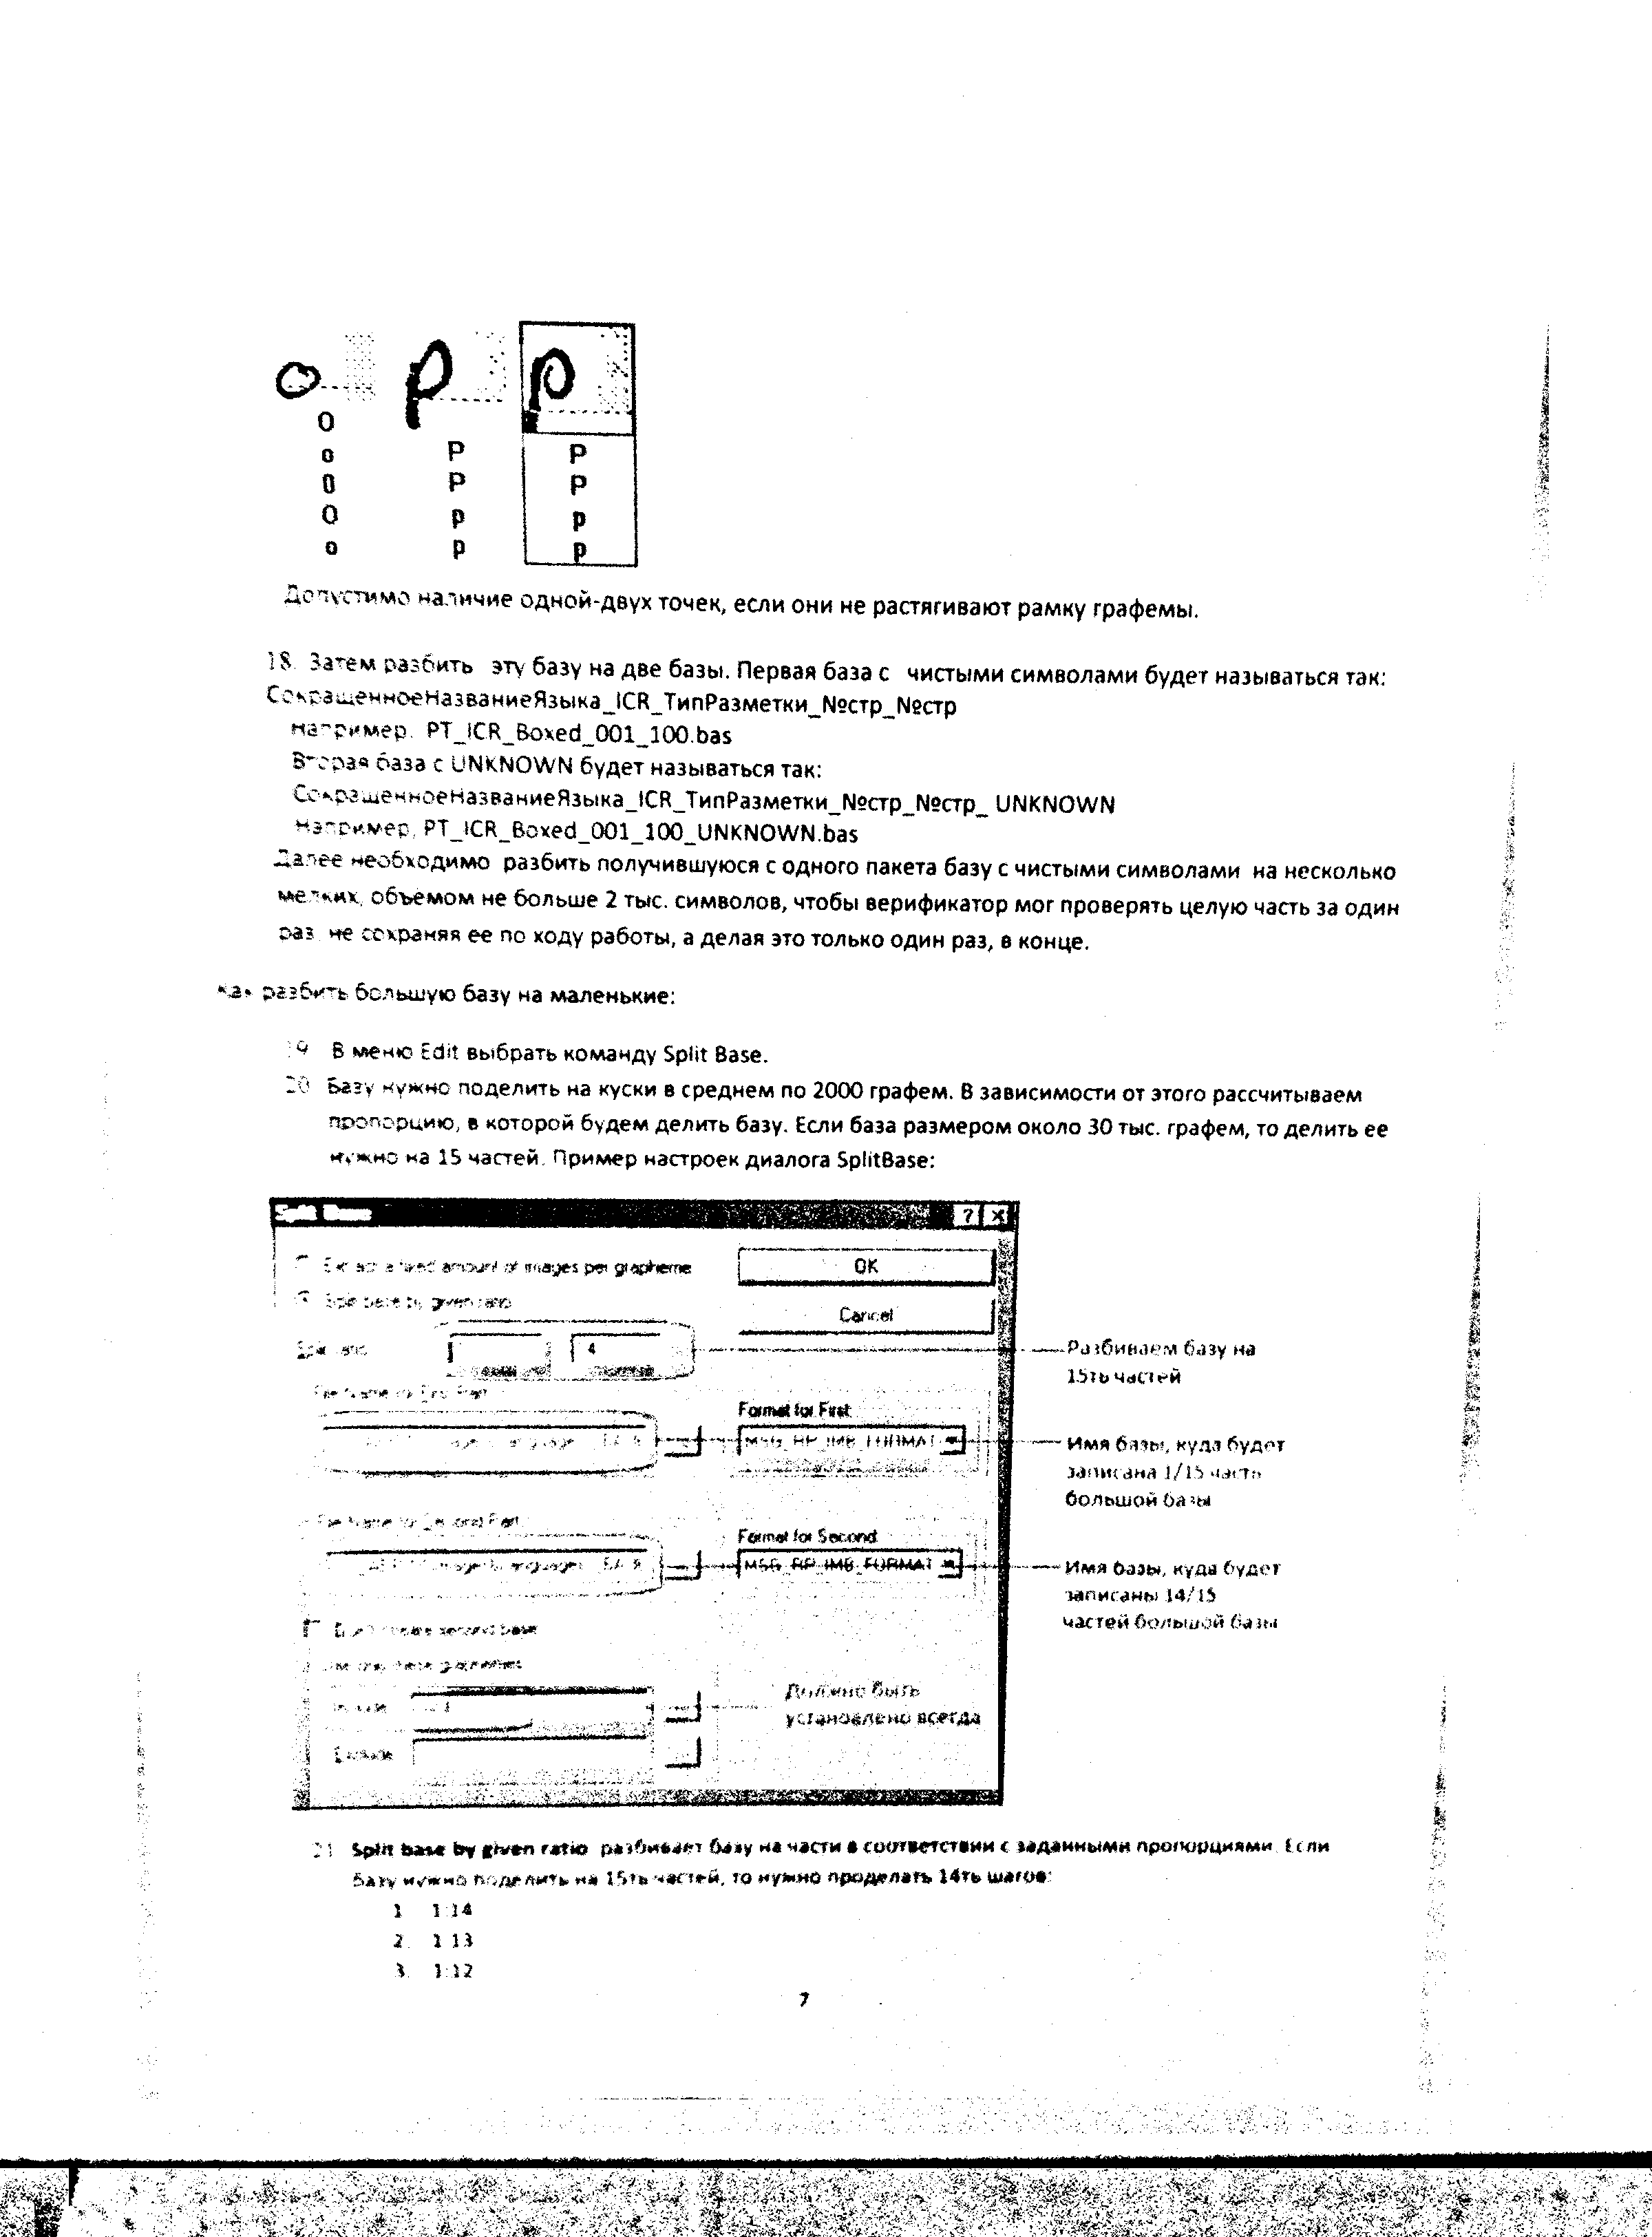 o p p
O
o P P
0 P P
O p p
o p p
Допустимо наличие одной-двух точек, если они не растягивают рамку графемы.
18. Затем разбить эту базу на две базы. Первая база с чистыми символами будет называться так:
СокращенноеНазваниеЯзыка_ICR_ТипРазметки_№стр_№стр
Например, PT_ICR_Boxed_001_100.bas
Вторая база с UNKNOWN будет называться так:
СокращенноеНазваниеЯзыка_ICR_ТипРазметки_№стр_№стр_ UNKNOWN
Например, PT_ICR_Boxed_001_100_UNKNOWN.bas
Далее необходимо разбить получившуюся с одного пакета базу с чистыми символами на несколько
мелких, объемом не больше 2 тыс. символов, чтобы верификатор мог проверять целую часть за один
раз, не сохраняя ее по ходу работы, а делая это только один раз, в конце.
Как разбить большую базу на маленькие:
19 В меню Edit выбрать команду Split Base.
20 Базу нужно поделить на куски в среднем по 2000 графем. В зависимости от этого рассчитываем
пропорцию, в которой будем делить базу. Если база размером около 30 тыс. графем, то делить ее
нужно на 15 частей. Пример настроек диалога SplitBase:
Split Base
Extract a fixed amount of images per grapheme OK
Split base by given ratio
Cancel
Split ratio
Разбиваем базу на
15ть частей
File Name for First Part
Format for First
MSG_RP_IMB_FORMAT
Имя базы, куда будет
записана 1/15 часть
большой базы
File Name for Second Part
Format for Second
MSG_RP_IMB_FORMAT
Имя базы, куда будет
записаны 14/15
частей большой базы
Don't create second base
Use only these graphemes
Include
Должно быть
установлено всегда
Exclude
21 Split base by given ratio разбивает базу на части в соответствии с заданными пропорциями. Если
базу нужно поделить на 15ть частей, то нужно проделать 14ть шагов:
1. 1:14
2. 1:13
3. 1:12
7